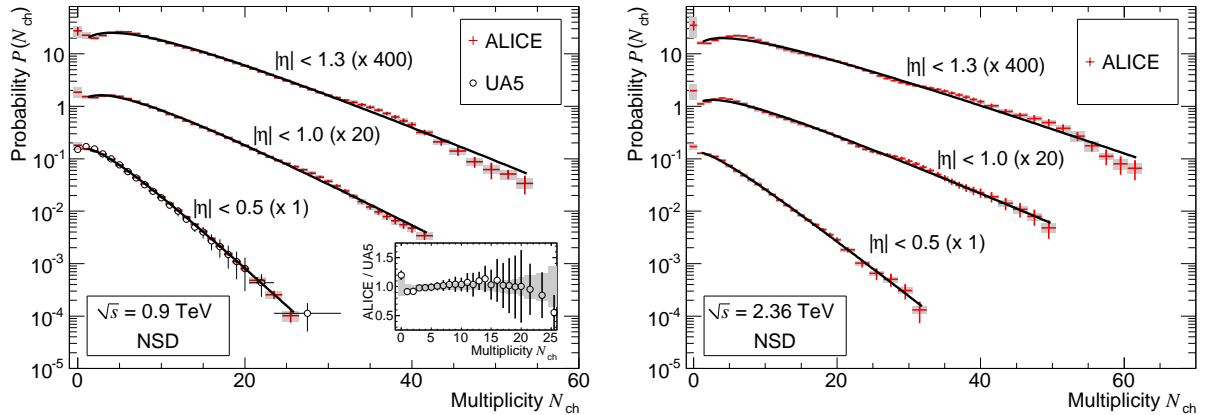 Probability P(N_ch)
10
1
10^-1
10^-2
10^-3
10^-4
10^-5
ALICE
UA5
|η| < 1.3 (x 400)
|η| < 1.0 (x 20)
|η| < 0.5 (x 1)
√s = 0.9 TeV
NSD
ALICE / UA5
1.5
1.0
0.5
0 5 10 15 20 25
Multiplicity N_ch
0 20 40 60
Multiplicity N_ch
Probability P(N_ch)
10
1
10^-1
10^-2
10^-3
10^-4
10^-5
ALICE
|η| < 1.3 (x 400)
|η| < 1.0 (x 20)
|η| < 0.5 (x 1)
√s = 2.36 TeV
NSD
0 20 40 60 80
Multiplicity N_ch